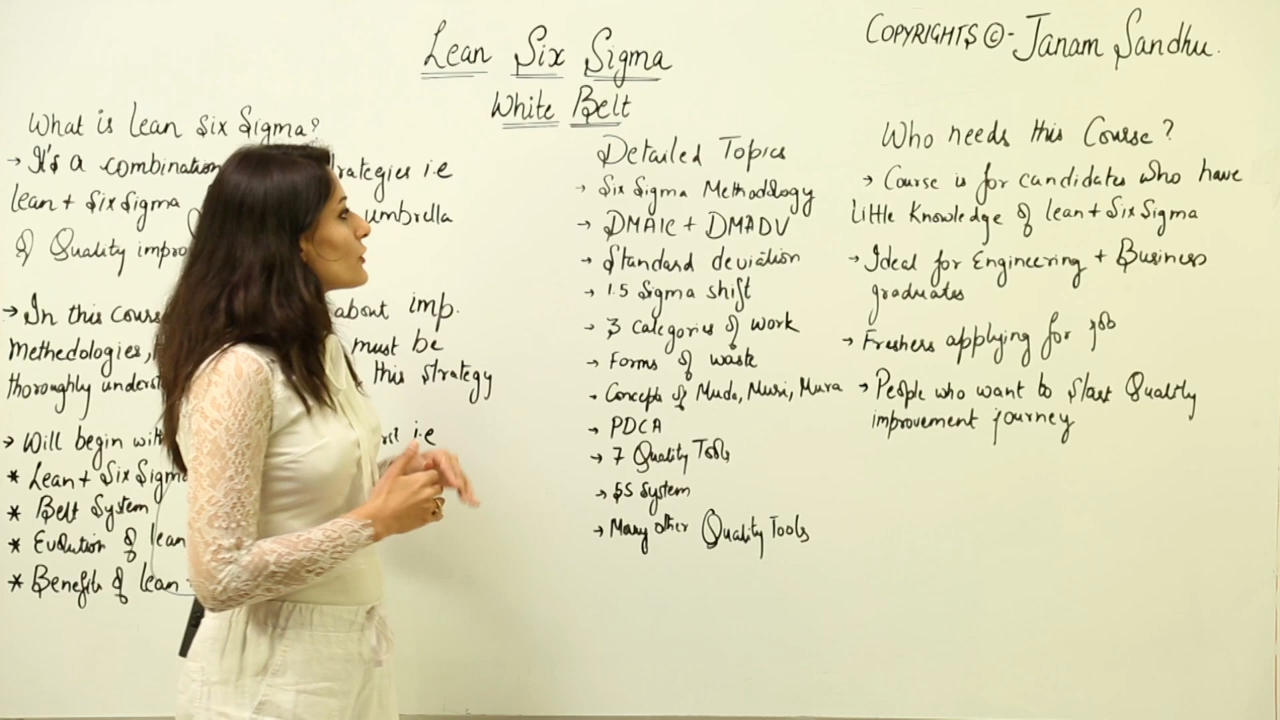 Lean Six Sigma
White Belt
COPYRIGHTS ©- Janam Sandhu.
What is lean Six Sigma?
→ It's a combination rategies i.e
lean + Six Sigma umbrella
of Quality impro
→ In this Cours about imp.
Methedologies, must be
thoroughly underst this strategy
→ Will begin with i.e
* Lean + Six Sigma
* Belt System
* Evolution of lean
* Benefits of lean
Detailed Topics
→ Six Sigma Methodology
→ DMAIC + DMADV
→ Standard deviation
→ 1.5 Sigma shift
→ 3 categories of work
→ Forms of waste
→ Concepts of Muda, Muri, Mura
→ PDCA
→ 7 Quality Tools
→ 5S System
→ Many other Quality Tools
Who needs this Course?
→ Course is for candidates who have
little knowledge of lean + Six Sigma
→ Ideal for Engineering + Business
graduates
→ Freshers applying for job
→ People who want to start Quality
improvement journey